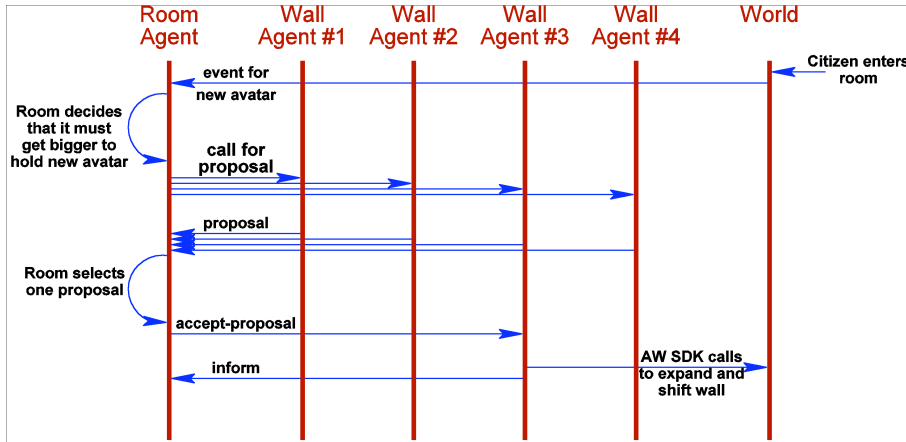 Room
Agent
Wall
Agent #1
Wall
Agent #2
Wall
Agent #3
Wall
Agent #4
World
Citizen enters
room
event for
new avatar
Room decides
that it must
get bigger to
hold new avatar
call for
proposal
proposal
Room selects
one proposal
accept-proposal
AW SDK calls
to expand and
shift wall
inform